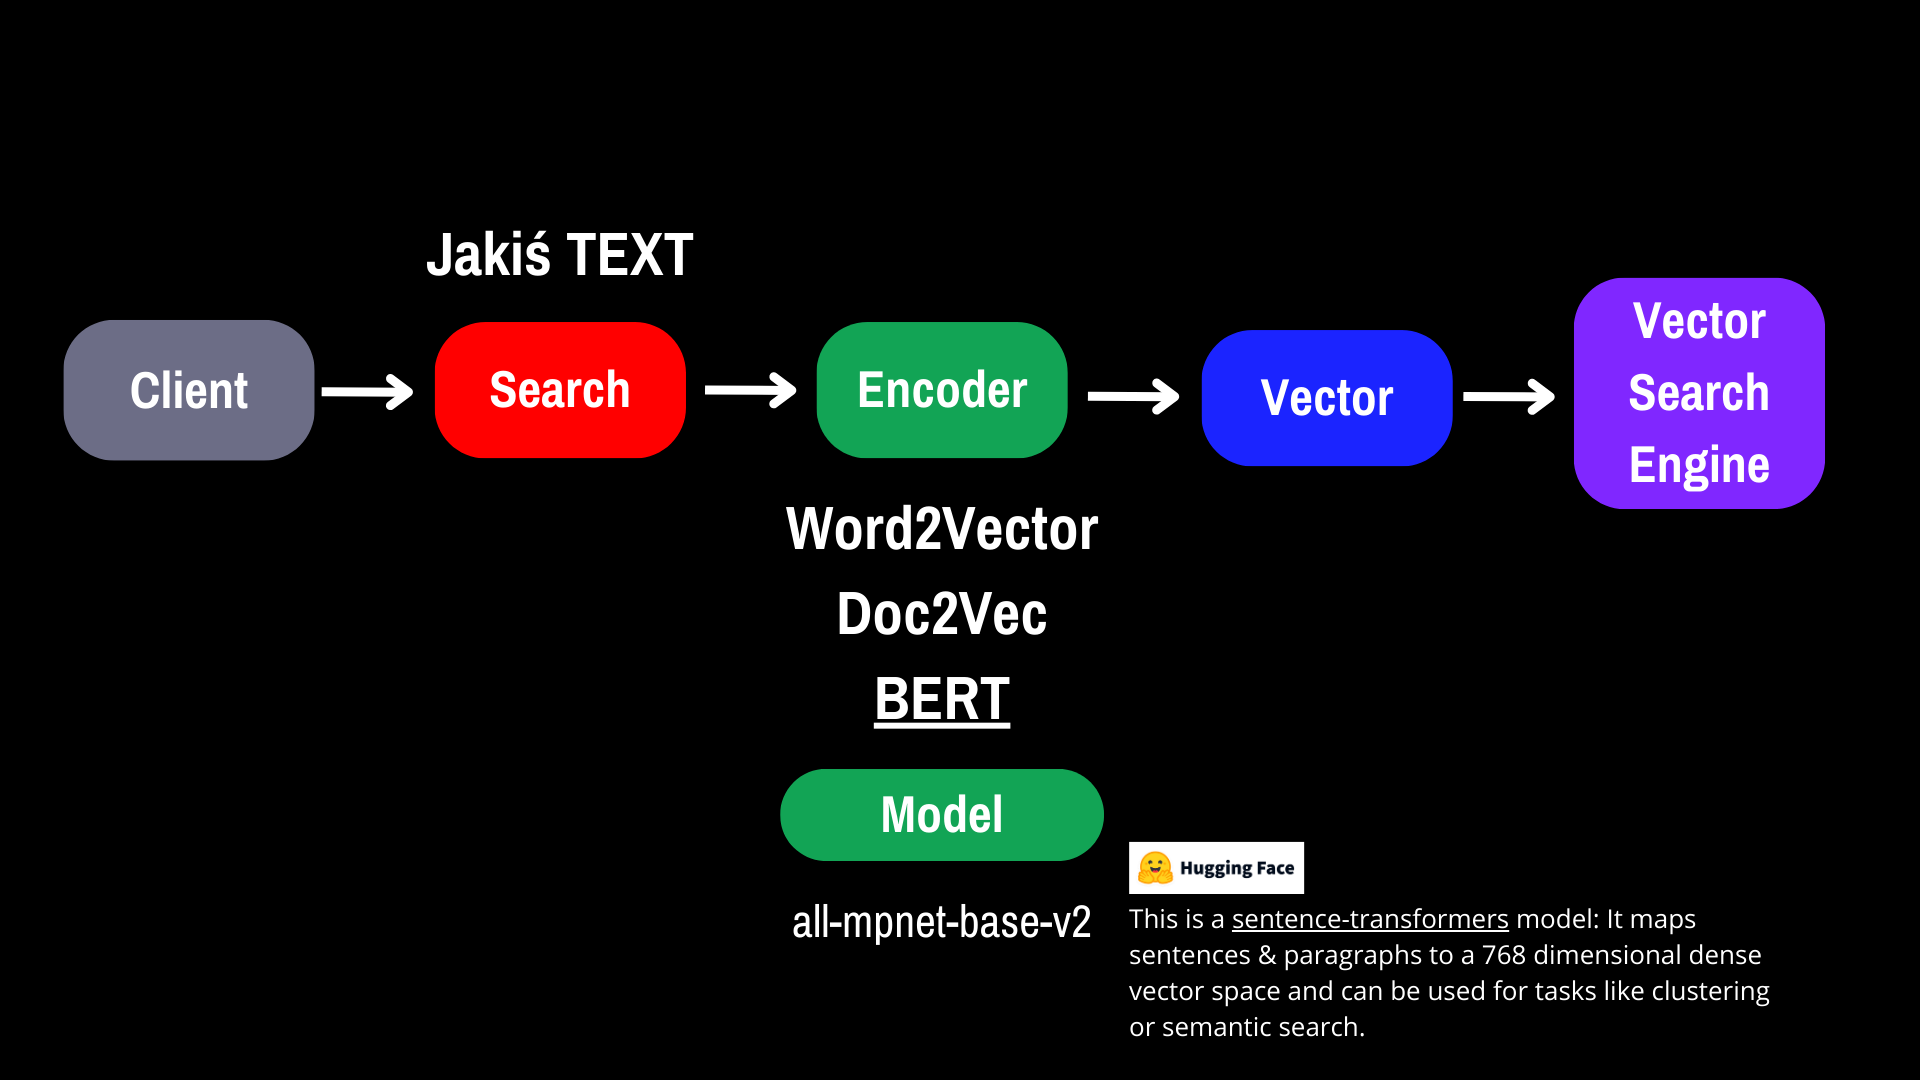 Jakiś TEXT
Client
Search
Encoder
Vector
Vector
Search
Engine
Word2Vector
Doc2Vec
BERT
Model
all-mpnet-base-v2
Hugging Face
This is a sentence-transformers model: It maps
sentences & paragraphs to a 768 dimensional dense
vector space and can be used for tasks like clustering
or semantic search.